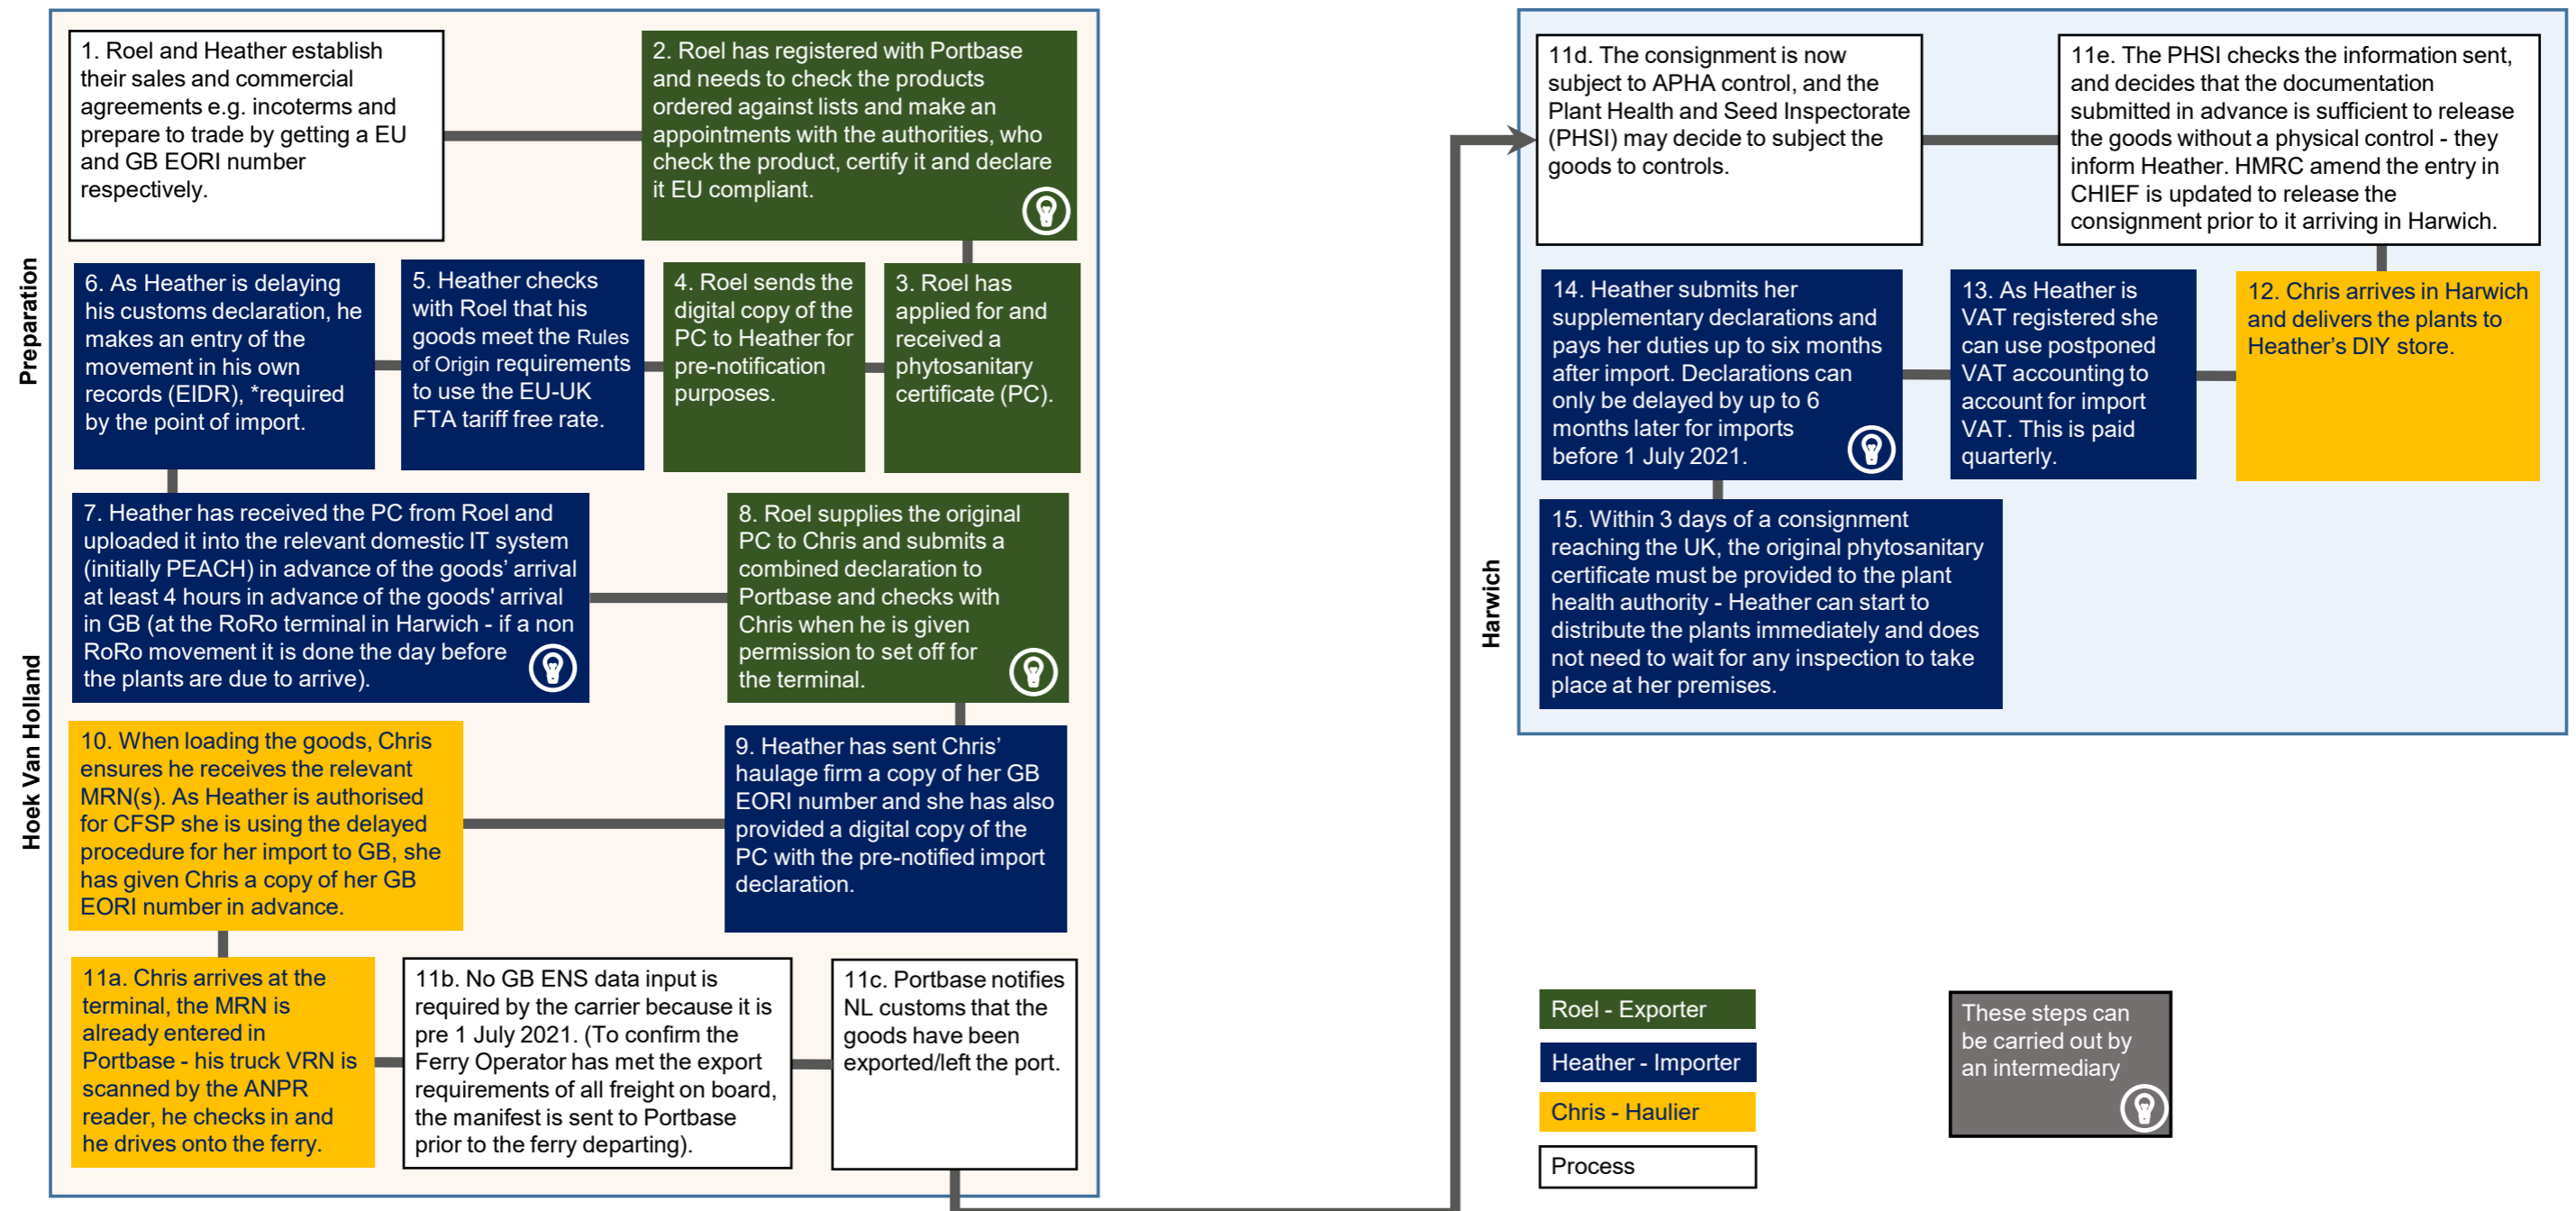 Preparation
Hoek Van Holland
1. Roel and Heather establish
their sales and commercial
agreements e.g. incoterms and
prepare to trade by getting a EU
and GB EORI number
respectively.
2. Roel has registered with Portbase
and needs to check the products
ordered against lists and make an
appointments with the authorities, who
check the product, certify it and declare
it EU compliant.
3. Roel has
applied for and
received a
phytosanitary
certificate (PC).
4. Roel sends the
digital copy of the
PC to Heather for
pre-notification
purposes.
5. Heather checks
with Roel that his
goods meet the Rules
of Origin requirements
to use the EU-UK
FTA tariff free rate.
6. As Heather is delaying
his customs declaration, he
makes an entry of the
movement in his own
records (EIDR), *required
by the point of import.
7. Heather has received the PC from Roel and
uploaded it into the relevant domestic IT system
(initially PEACH) in advance of the goods’ arrival
at least 4 hours in advance of the goods' arrival
in GB (at the RoRo terminal in Harwich - if a non
RoRo movement it is done the day before
the plants are due to arrive).
8. Roel supplies the original
PC to Chris and submits a
combined declaration to
Portbase and checks with
Chris when he is given
permission to set off for
the terminal.
9. Heather has sent Chris’
haulage firm a copy of her GB
EORI number and she has also
provided a digital copy of the
PC with the pre-notified import
declaration.
10. When loading the goods, Chris
ensures he receives the relevant
MRN(s). As Heather is authorised
for CFSP she is using the delayed
procedure for her import to GB, she
has given Chris a copy of her GB
EORI number in advance.
11a. Chris arrives at the
terminal, the MRN is
already entered in
Portbase - his truck VRN is
scanned by the ANPR
reader, he checks in and
he drives onto the ferry.
11b. No GB ENS data input is
required by the carrier because it is
pre 1 July 2021. (To confirm the
Ferry Operator has met the export
requirements of all freight on board,
the manifest is sent to Portbase
prior to the ferry departing).
11c. Portbase notifies
NL customs that the
goods have been
exported/left the port.
Harwich
11d. The consignment is now
subject to APHA control, and the
Plant Health and Seed Inspectorate
(PHSI) may decide to subject the
goods to controls.
11e. The PHSI checks the information sent,
and decides that the documentation
submitted in advance is sufficient to release
the goods without a physical control - they
inform Heather. HMRC amend the entry in
CHIEF is updated to release the
consignment prior to it arriving in Harwich.
12. Chris arrives in Harwich
and delivers the plants to
Heather’s DIY store.
13. As Heather is
VAT registered she
can use postponed
VAT accounting to
account for import
VAT. This is paid
quarterly.
14. Heather submits her
supplementary declarations and
pays her duties up to six months
after import. Declarations can
only be delayed by up to 6
months later for imports
before 1 July 2021.
15. Within 3 days of a consignment
reaching the UK, the original phytosanitary
certificate must be provided to the plant
health authority - Heather can start to
distribute the plants immediately and does
not need to wait for any inspection to take
place at her premises.
Roel - Exporter
Heather - Importer
Chris - Haulier
Process
These steps can
be carried out by
an intermediary